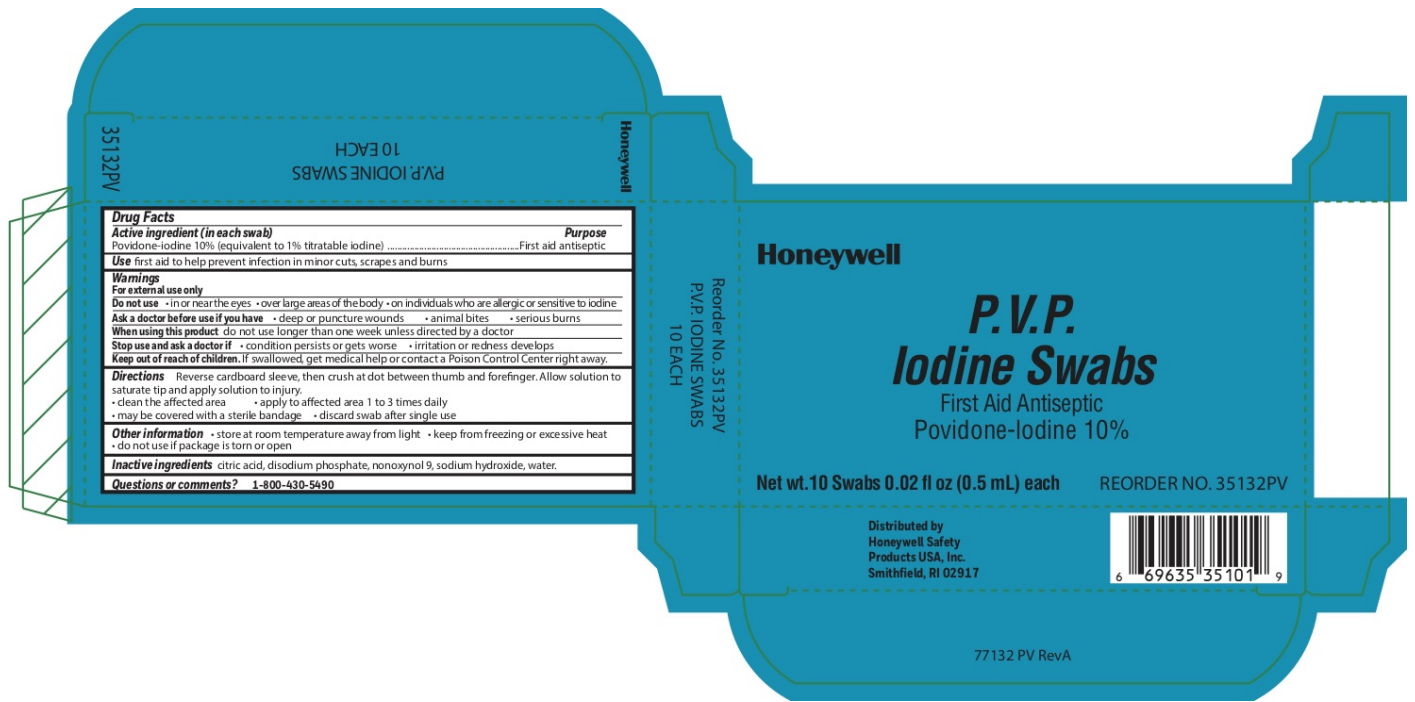 35132PV
P.V.P. IODINE SWABS
10 EACH
Honeywell
Drug Facts
Active ingredient (in each swab) Purpose
Povidone-iodine 10% (equivalent to 1% titratable iodine) ..................................................First aid antiseptic
Use first aid to help prevent infection in minor cuts, scrapes and burns
Warnings
For external use only
Do not use • in or near the eyes • over large areas of the body • on individuals who are allergic or sensitive to iodine
Ask a doctor before use if you have • deep or puncture wounds • animal bites • serious burns
When using this product do not use longer than one week unless directed by a doctor
Stop use and ask a doctor if • condition persists or gets worse • irritation or redness develops
Keep out of reach of children. If swallowed, get medical help or contact a Poison Control Center right away.
Directions Reverse cardboard sleeve, then crush at dot between thumb and forefinger. Allow solution to
saturate tip and apply solution to injury.
• clean the affected area • apply to affected area 1 to 3 times daily
• may be covered with a sterile bandage • discard swab after single use
Other information • store at room temperature away from light • keep from freezing or excessive heat
• do not use if package is torn or open
Inactive ingredients citric acid, disodium phosphate, nonoxynol 9, sodium hydroxide, water.
Questions or comments? 1-800-430-5490
Reorder No. 35132PV
P.V.P. IODINE SWABS
10 EACH
Honeywell
P.V.P.
Iodine Swabs
First Aid Antiseptic
Povidone-Iodine 10%
Net wt.10 Swabs 0.02 fl oz (0.5 mL) each REORDER NO. 35132PV
Distributed by
Honeywell Safety
Products USA, Inc.
Smithfield, RI 02917
6 69635 35101 9
77132 PV RevA